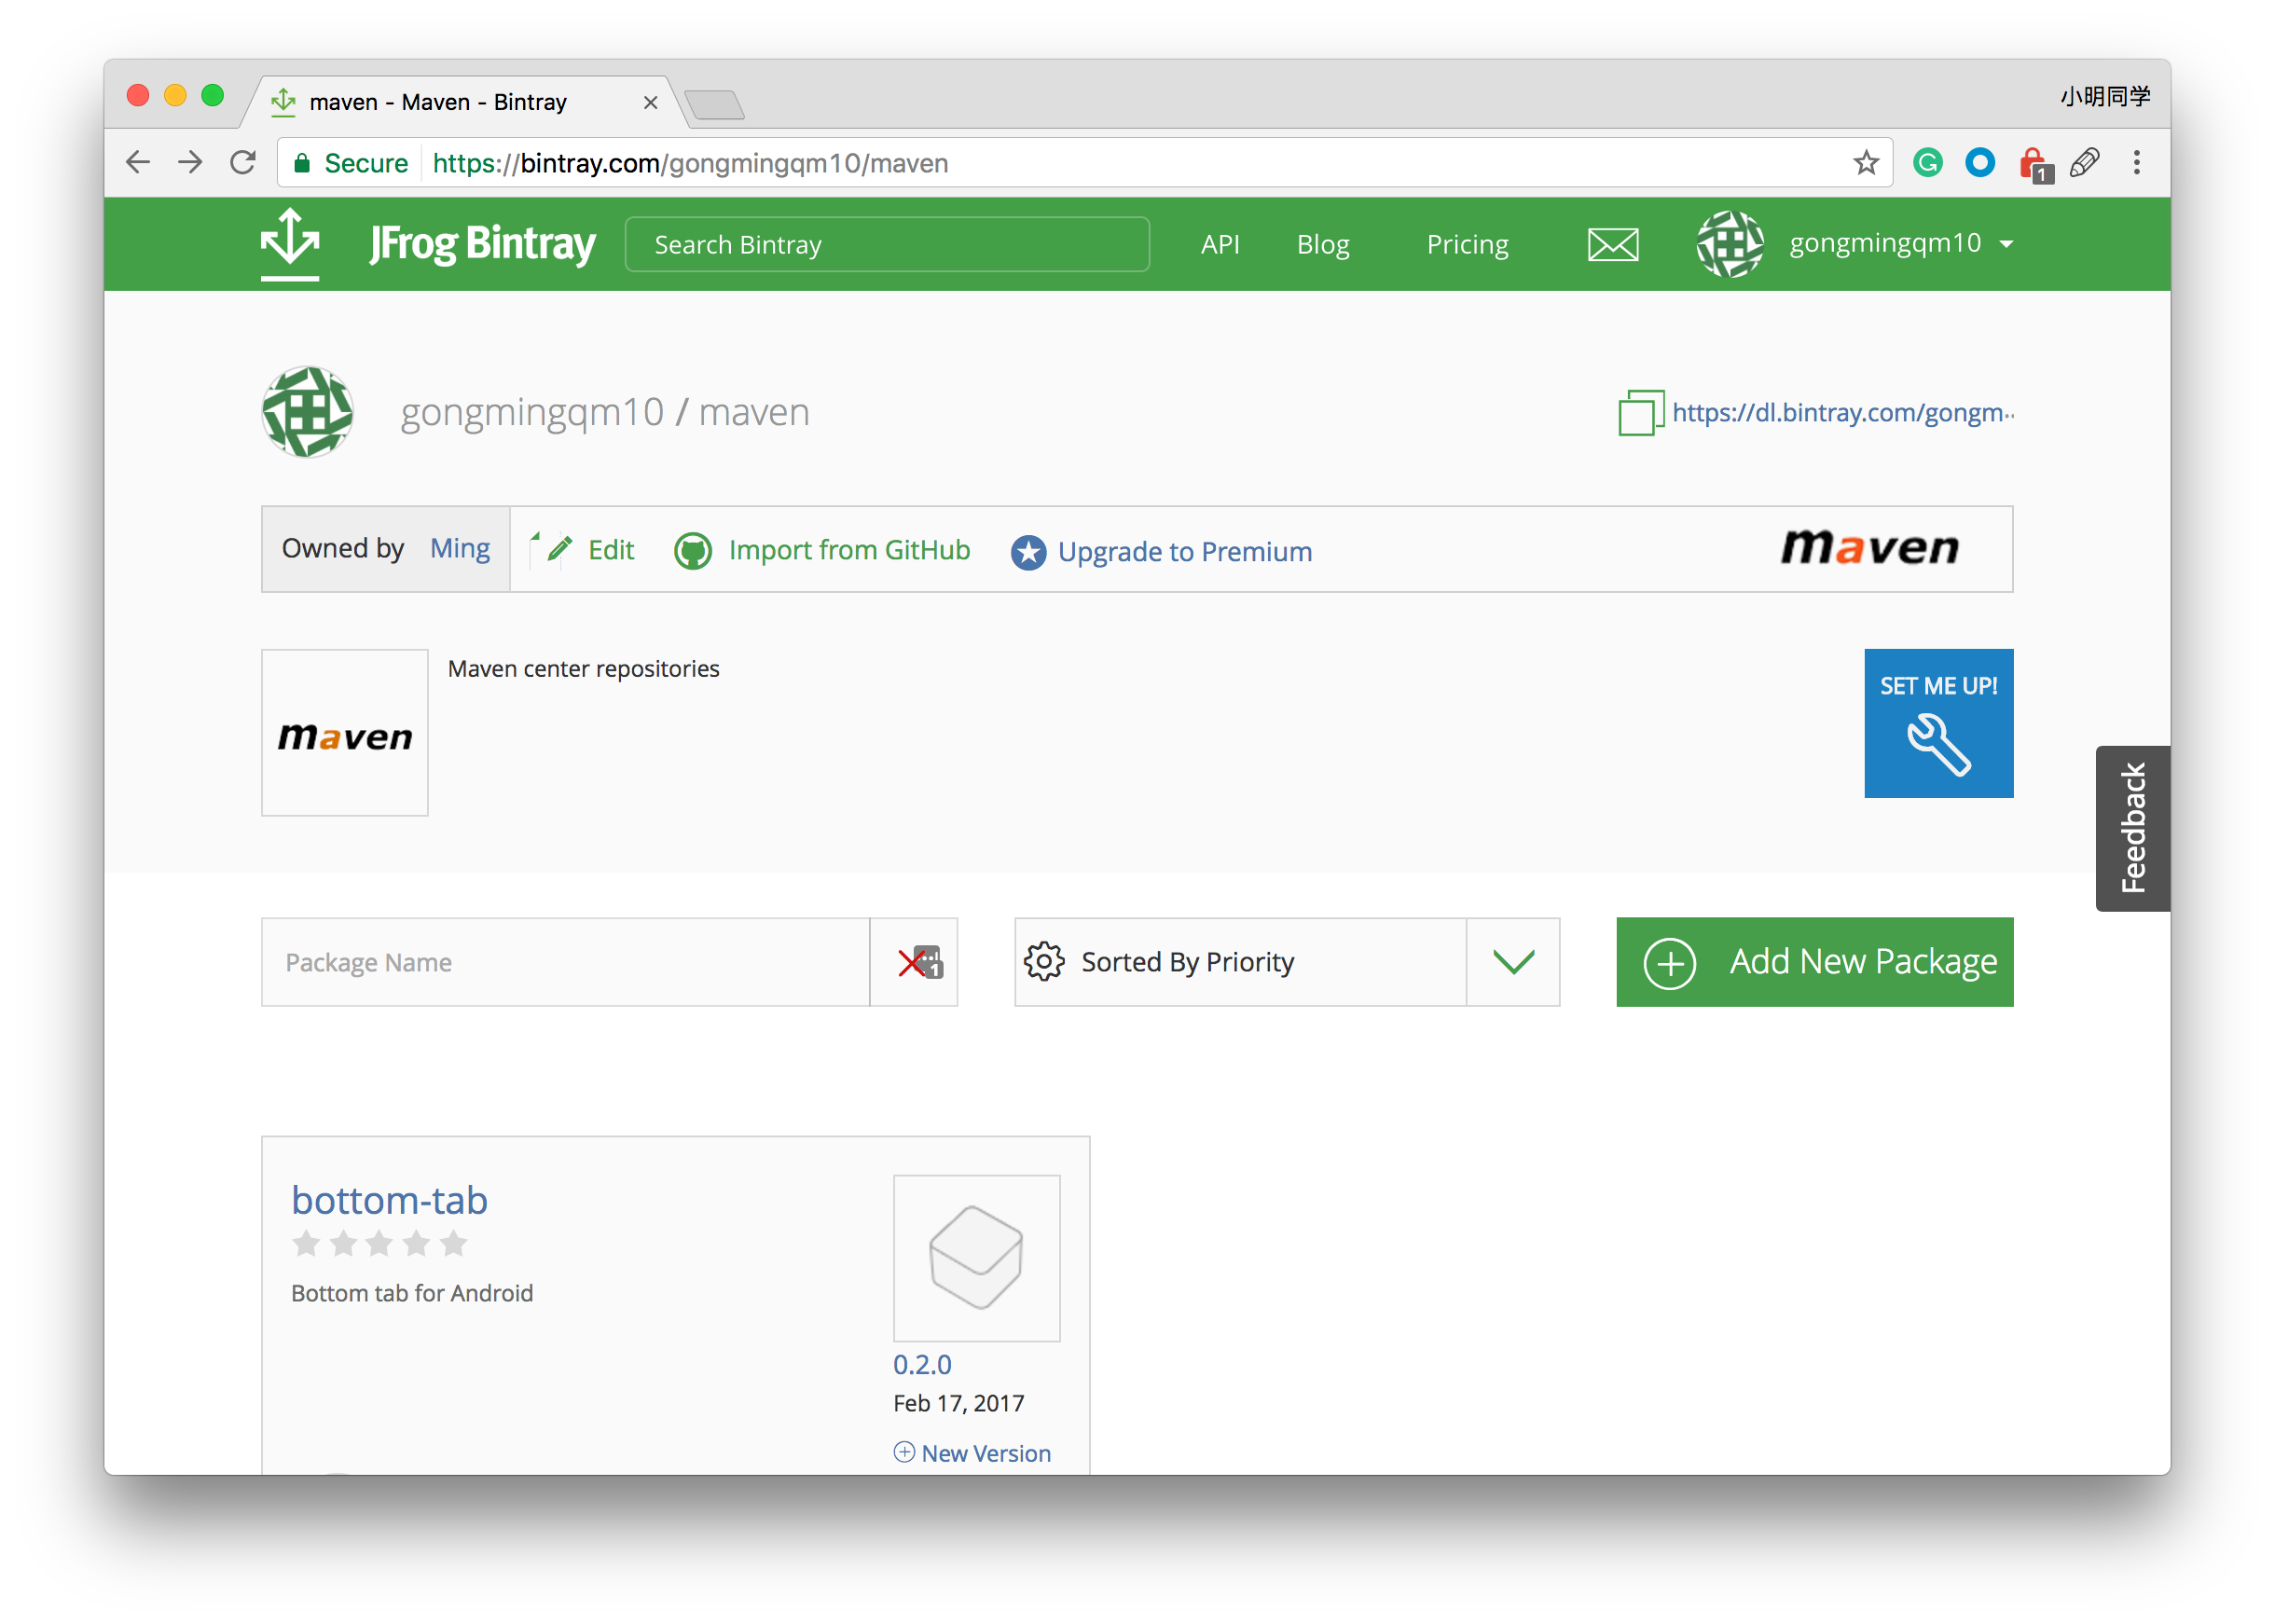 maven - Maven - Bintray
小明同学
Secure https://bintray.com/gongmingqm10/maven
1
JFrog Bintray Search Bintray API Blog Pricing gongmingqm10
gongmingqm10 / maven https://dl.bintray.com/gongm
Owned by Ming Edit Import from GitHub Upgrade to Premium maven
maven
Maven center repositories
SET ME UP!
Feedback
Package Name 1 Sorted By Priority Add New Package
bottom-tab
Bottom tab for Android
0.2.0
Feb 17, 2017
New Version